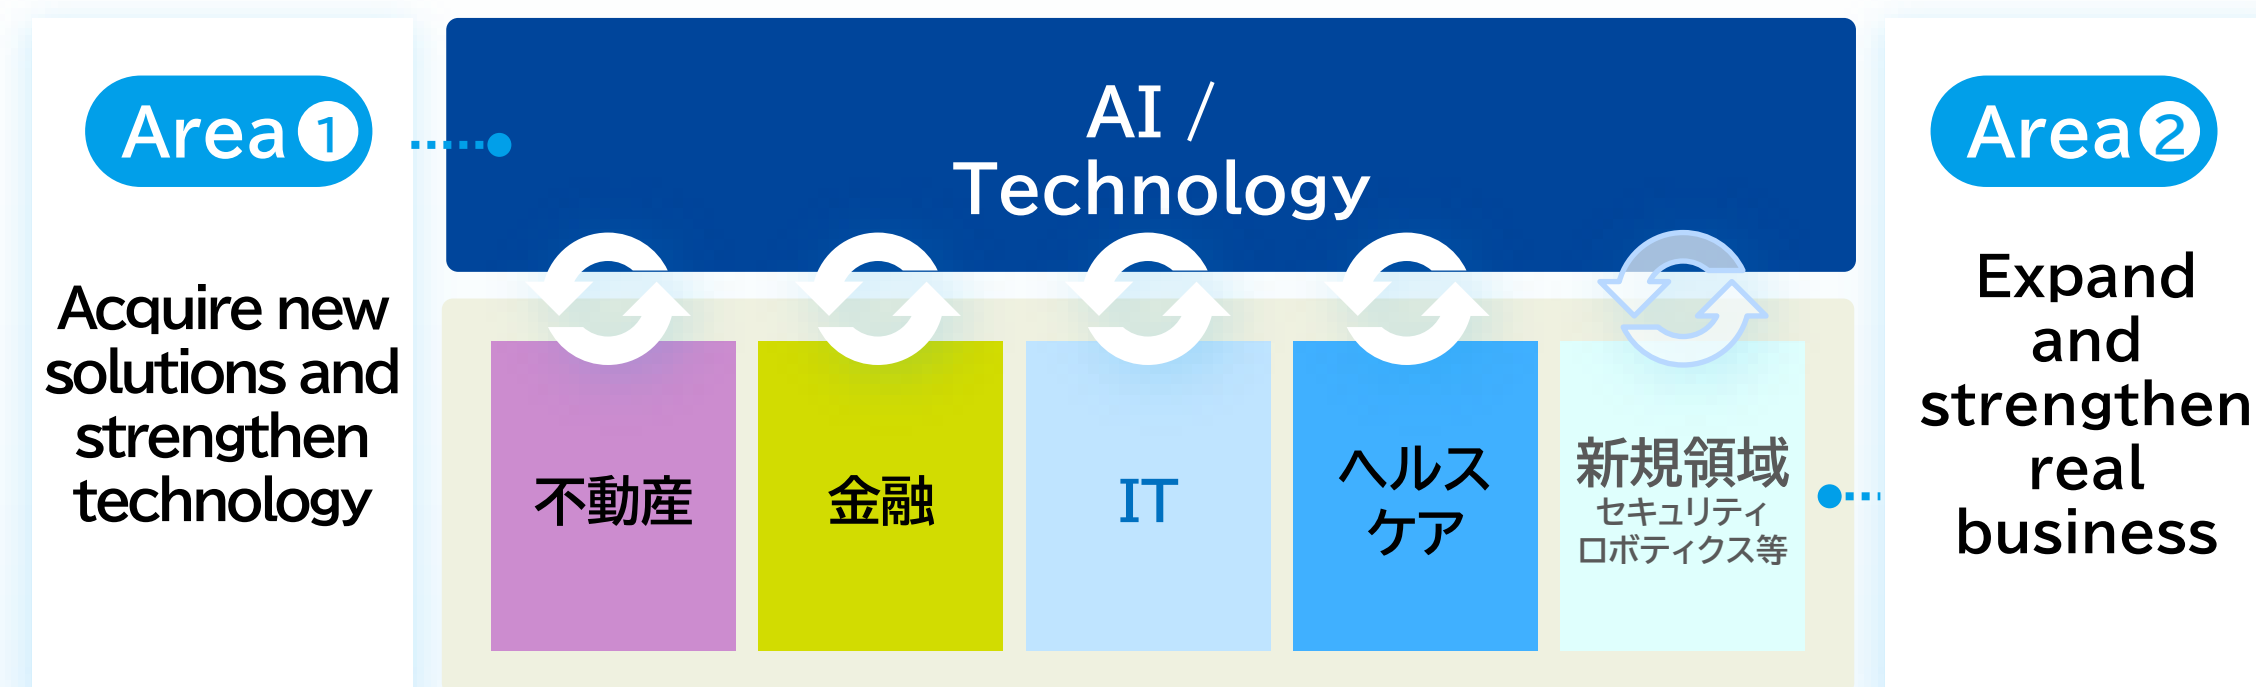 Area 1
Acquire new
solutions and
strengthen
technology
AI /
Technology
不動産
金融
IT
ヘルス
ケア
新規領域
セキュリティ
ロボティクス等
Area 2
Expand
and
strengthen
real
business